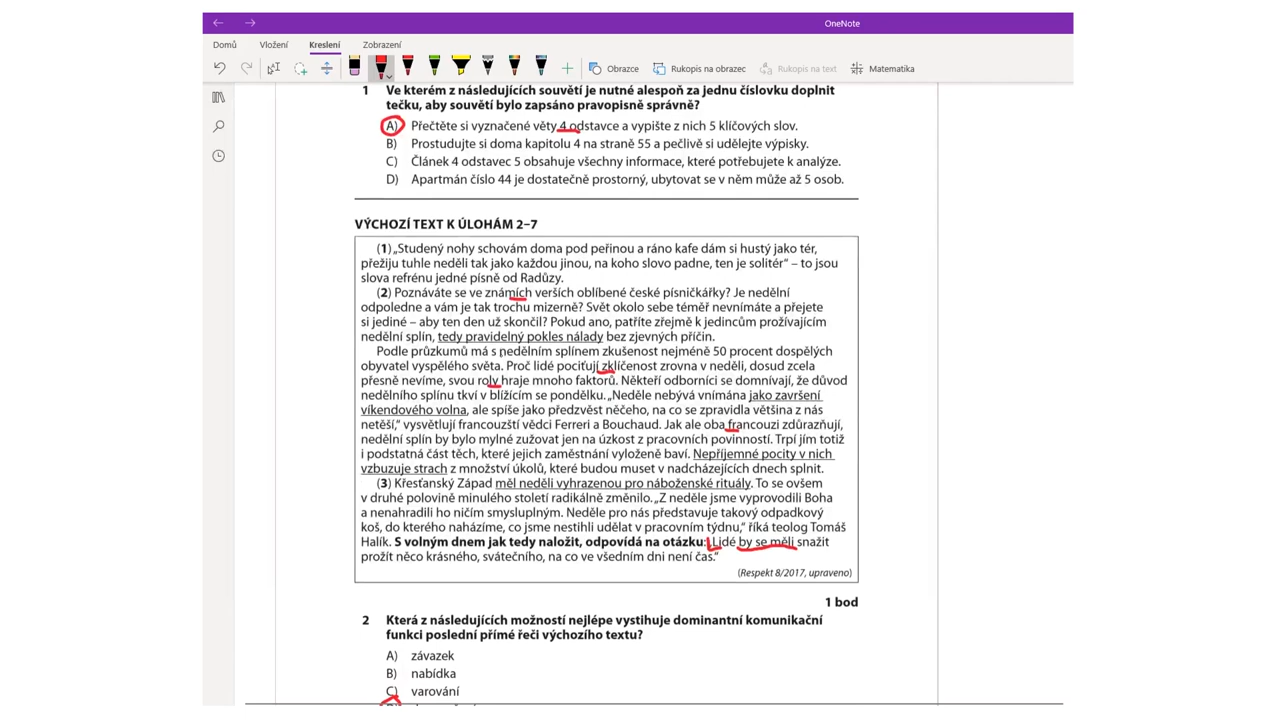 OneNote
Domů Vložení Kreslení Zobrazení
Obrazce Rukopis na obrazec Rukopis na text Matematika
1 Ve kterém z následujících souvětí je nutné alespoň za jednu číslovku doplnit
tečku, aby souvětí bylo zapsáno pravopisně správně?
A) Přečtěte si vyznačené věty 4 odstavce a vypište z nich 5 klíčových slov.
B) Prostudujte si doma kapitolu 4 na straně 55 a pečlivě si udělejte výpisky.
C) Článek 4 odstavec 5 obsahuje všechny informace, které potřebujete k analýze.
D) Apartmán číslo 44 je dostatečně prostorný, ubytovat se v něm může až 5 osob.
VÝCHOZÍ TEXT K ÚLOHÁM 2–7
(1) „Studený nohy schovám doma pod peřinou a ráno kafe dám si hustý jako tér,
přežiju tuhle neděli tak jako každou jinou, na koho slovo padne, ten je solitér“ – to jsou
slova refrénu jedné písně od Radůzy.
(2) Poznáváte se ve známích verších oblíbené české písničkářky? Je nedělní
odpoledne a vám je tak trochu mizerně? Svět okolo sebe téměř nevnímáte a přejete
si jediné – aby ten den už skončil? Pokud ano, patříte zřejmě k jedincům prožívajícím
nedělní splín, tedy pravidelný pokles nálady bez zjevných příčin.
Podle průzkumů má s nedělním splínem zkušenost nejméně 50 procent dospělých
obyvatel vyspělého světa. Proč lidé pociťují zklíčenost zrovna v neděli, dosud zcela
přesně nevíme, svou roly hraje mnoho faktorů. Někteří odborníci se domnívají, že důvod
nedělního splínu tkví v blížícím se pondělku. „Neděle nebývá vnímána jako završení
víkendového volna, ale spíše jako předzvěst něčeho, na co se zpravidla většina z nás
netěší,“ vysvětlují francouzští vědci Ferreri a Bouchaud. Jak ale oba francouzi zdůrazňují,
nedělní splín by bylo mylné zužovat jen na úzkost z pracovních povinností. Trpí jím totiž
i podstatná část těch, které jejich zaměstnání vyloženě baví. Nepříjemné pocity v nich
vzbuzuje strach z množství úkolů, které budou muset v nadcházejících dnech splnit.
(3) Křesťanský Západ měl neděli vyhrazenou pro náboženské rituály. To se ovšem
v druhé polovině minulého století radikálně změnilo. „Z neděle jsme vyprovodili Boha
a nenahradili ho ničím smysluplným. Neděle pro nás představuje takový odpadkový
koš, do kterého naházíme, co jsme nestihli udělat v pracovním týdnu,“ říká teolog Tomáš
Halík. S volným dnem jak tedy naložit, odpovídá na otázku: „Lidé by se měli snažit
prožít něco krásného, svátečního, na co ve všedním dni není čas.“
(Respekt 8/2017, upraveno)
1 bod
2 Která z následujících možností nejlépe vystihuje dominantní komunikační
funkci poslední přímé řeči výchozího textu?
A) závazek
B) nabídka
C) varování